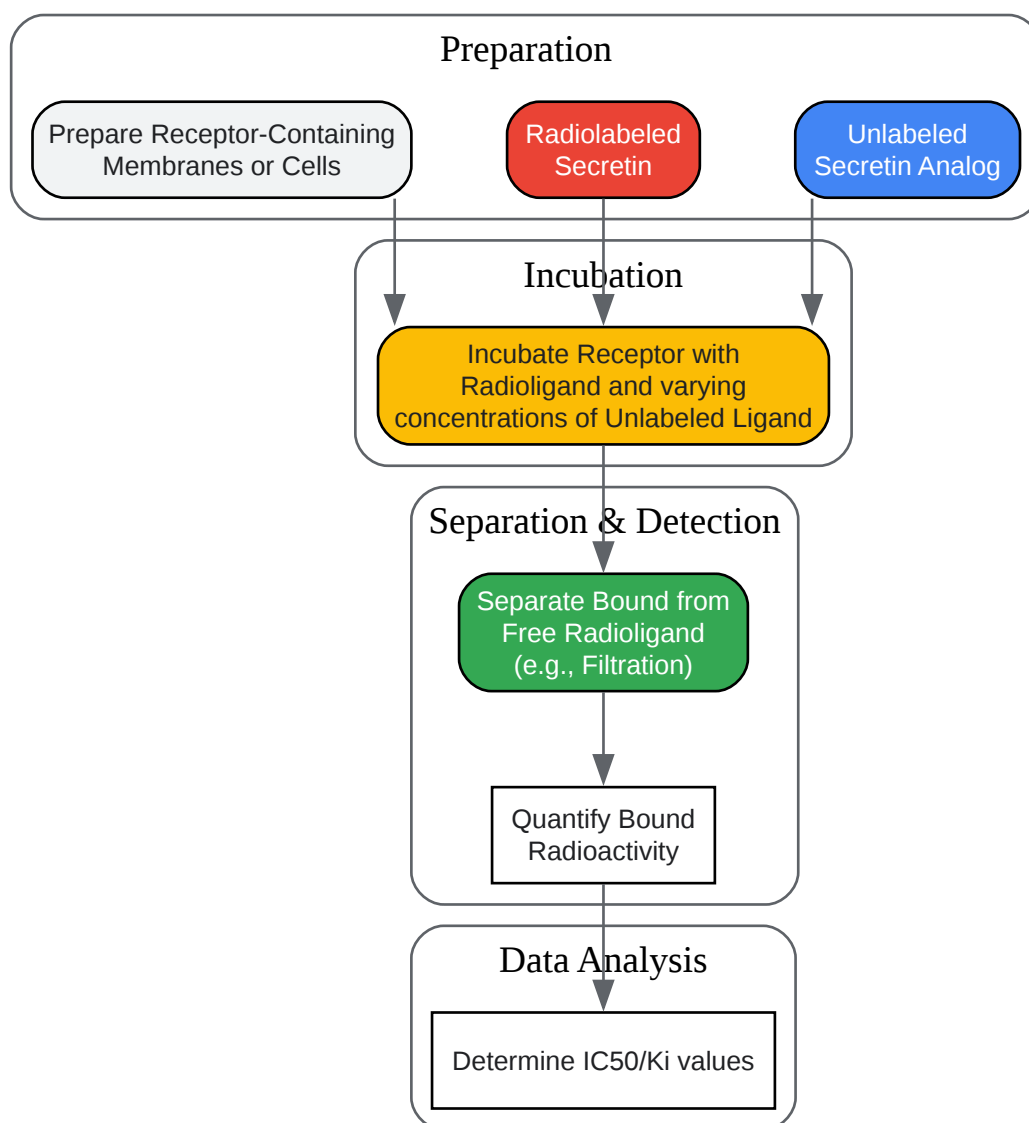 Preparation
Prepare Receptor-Containing
Membranes or Cells
Radiolabeled
Secretin
Unlabeled
Secretin Analog
Incubation
Incubate Receptor with
Radioligand and varying
concentrations of Unlabeled Ligand
Separation & Detection
Separate Bound from
Free Radioligand
(e.g., Filtration)
Quantify Bound
Radioactivity
Data Analysis
Determine IC50/Ki values